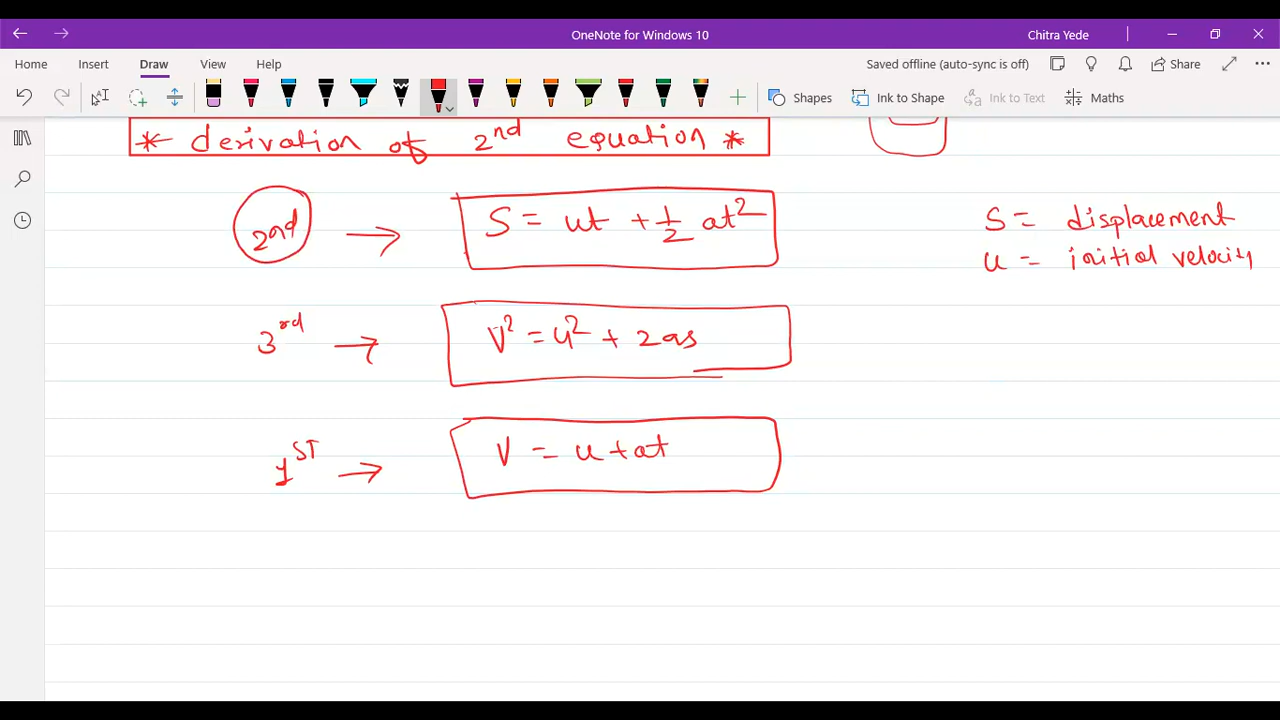 OneNote for Windows 10
Chitra Yede
Home Insert Draw View Help
Saved offline (auto-sync is off)
Share
Shapes
Ink to Shape
Ink to Text
Maths
* derivation of 2nd equation *
2nd → S = ut + 1/2 at²
S = displacement
u = initial velocity
3rd → V² = u² + 2as
1ST → V = u + at